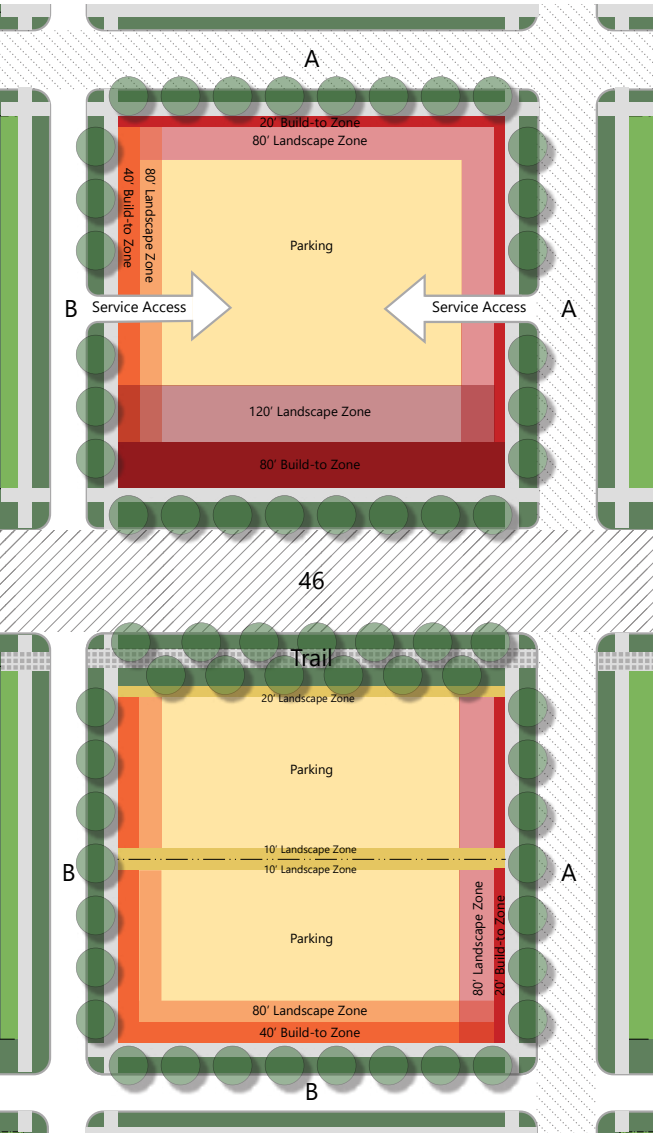 A
20' Build-to Zone
80' Landscape Zone
40' Build-to Zone
80' Landscape Zone
Parking
B
Service Access
Service Access
A
120' Landscape Zone
80' Build-to Zone
46
Trail
20' Landscape Zone
Parking
10' Landscape Zone
10' Landscape Zone
B
A
Parking
80' Landscape Zone
20' Build-to Zone
80' Landscape Zone
40' Build-to Zone
B